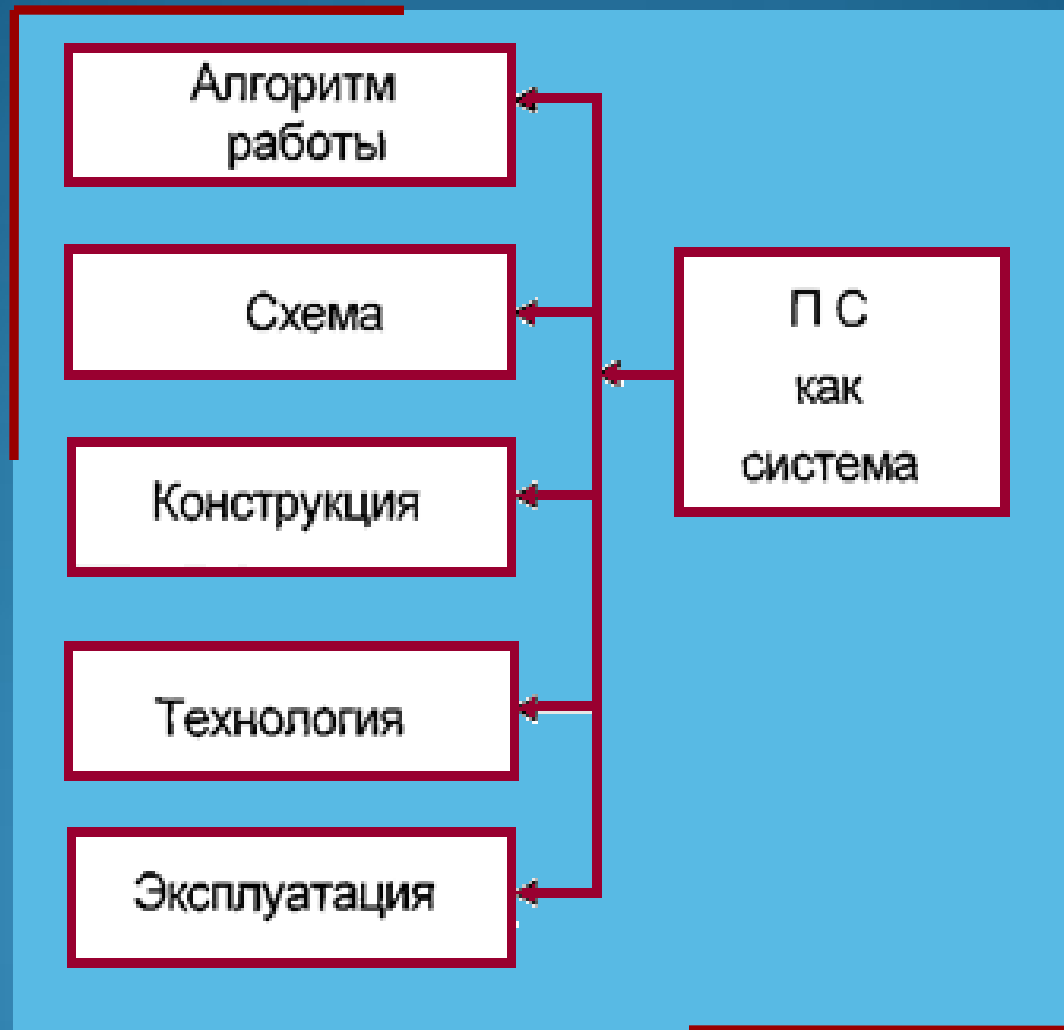 Алгоритм
работы
Схема
Конструкция
Технология
Эксплуатация
П С
как
система